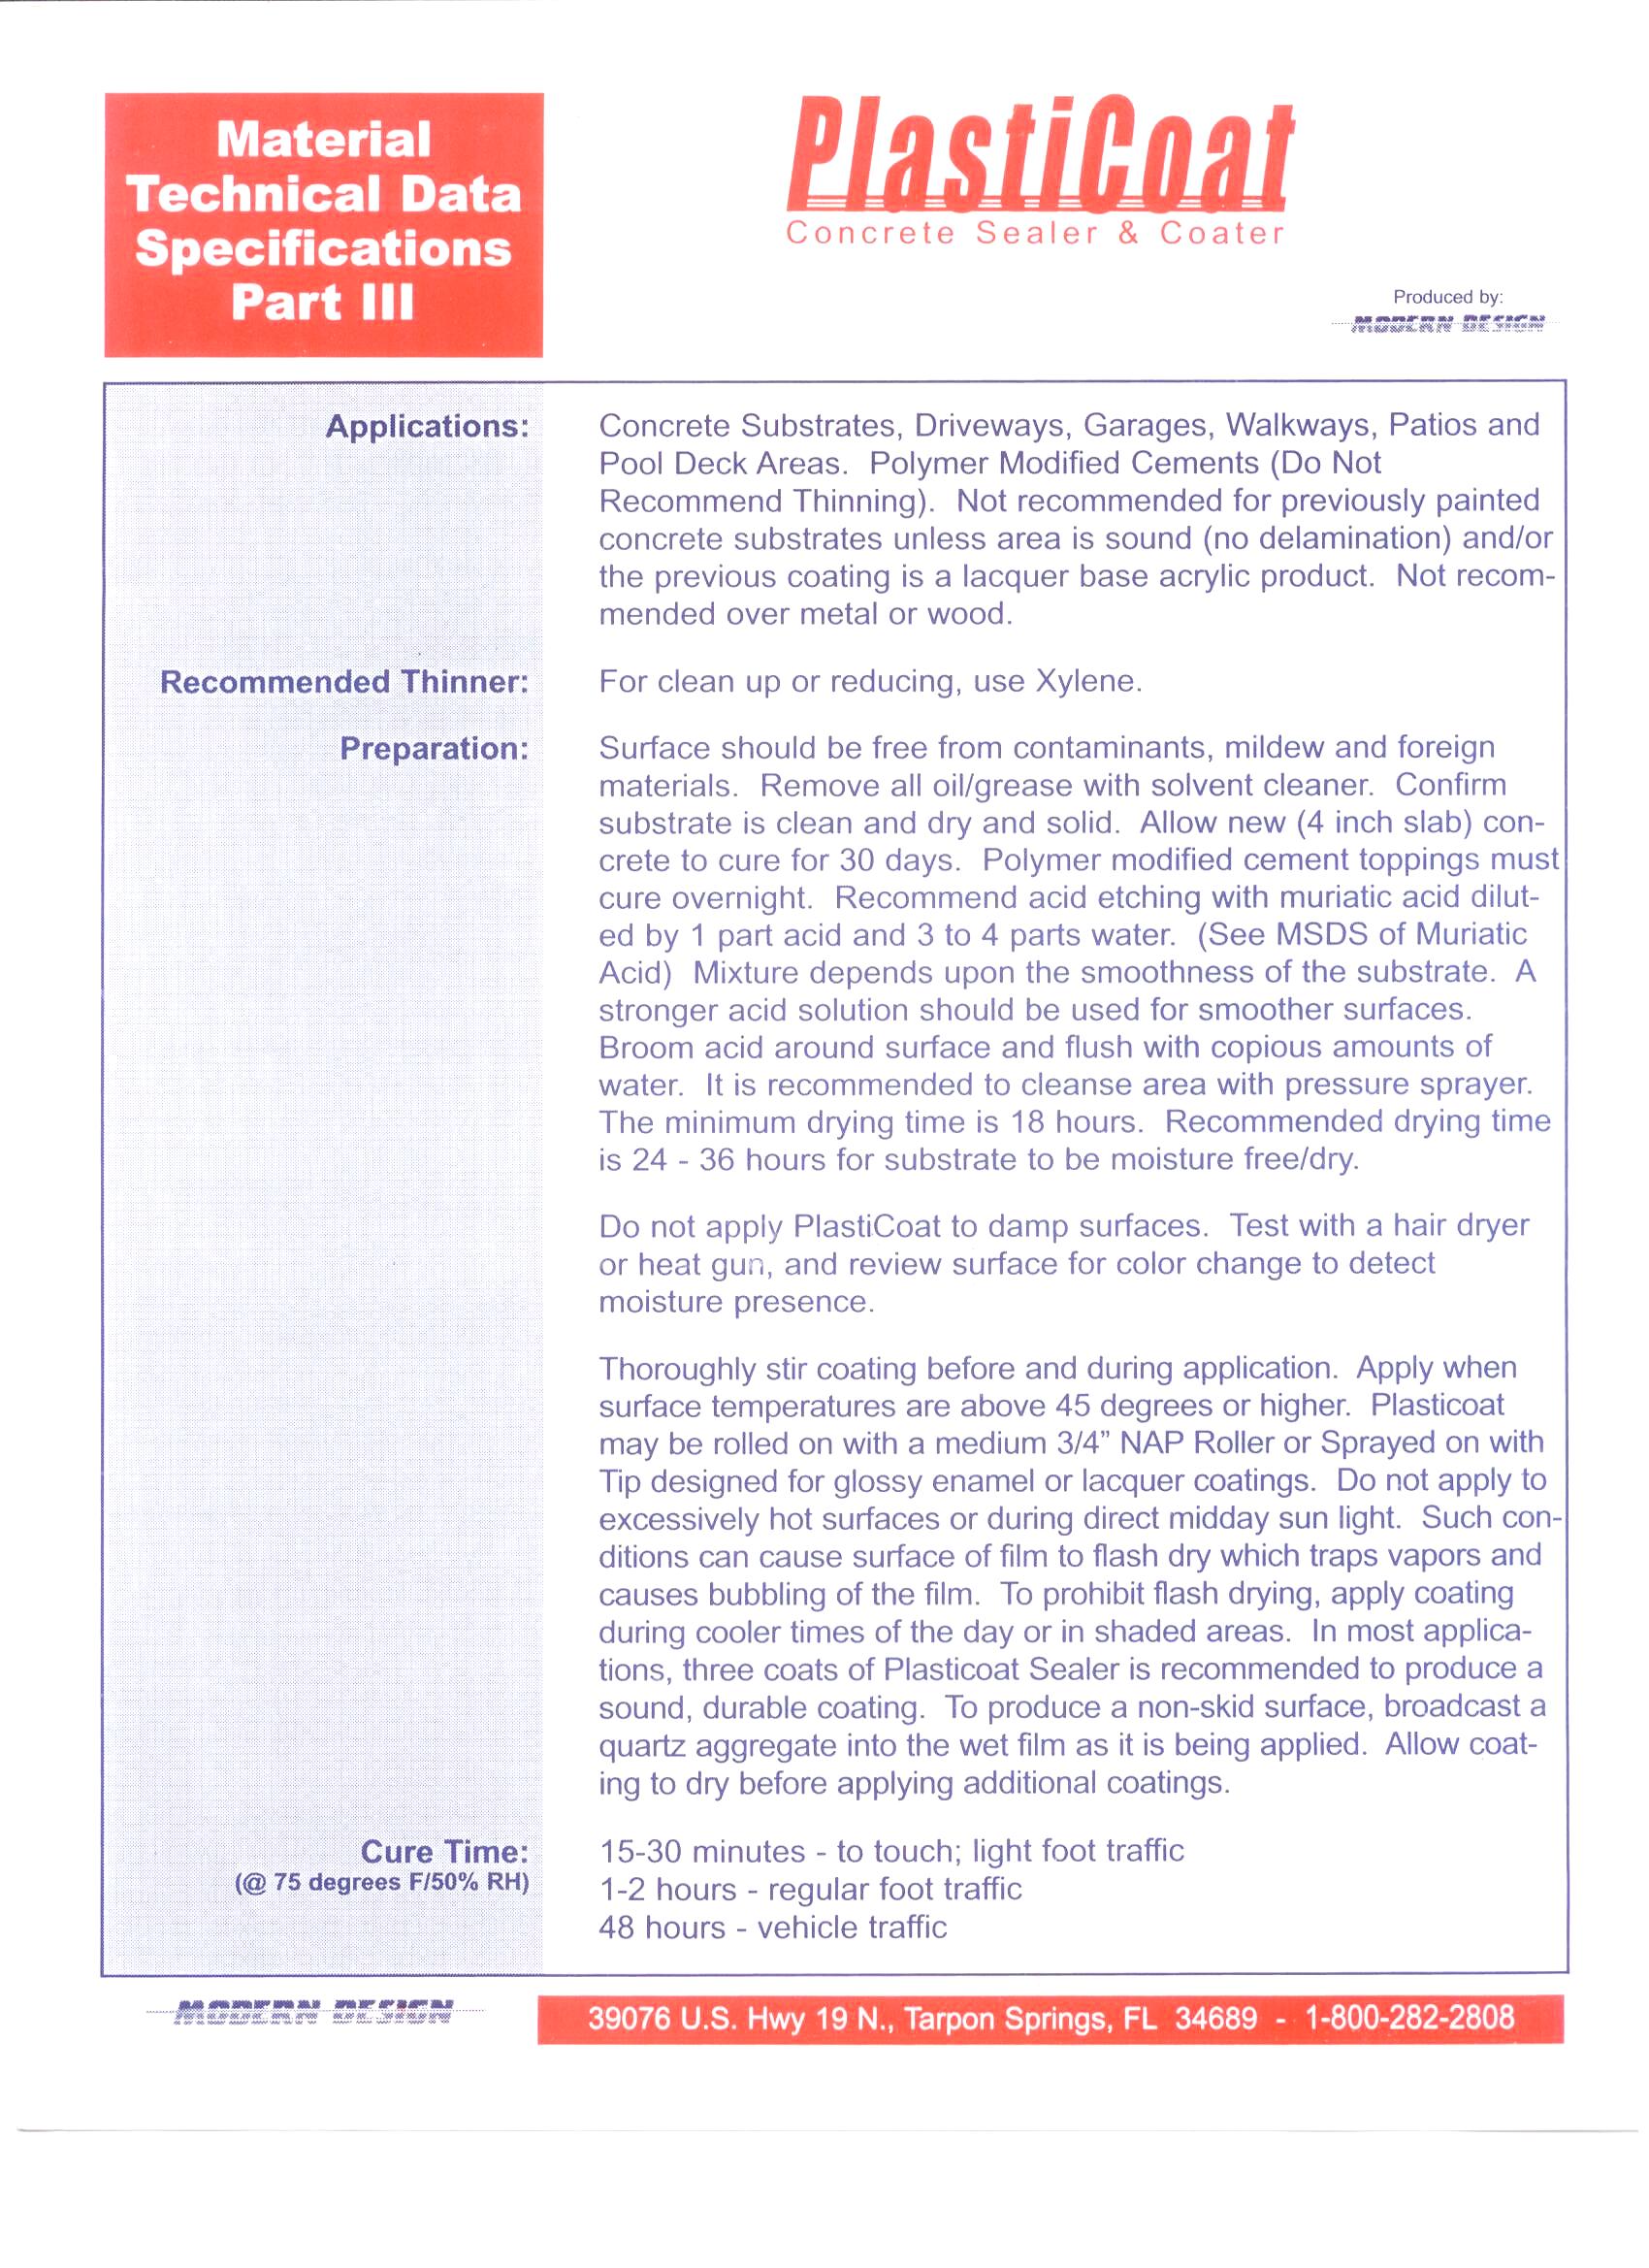 Material
Technical Data
Specifications
Part III
PlastiCoat
Concrete Sealer & Coater
Produced by:
MODERN DESIGN
Applications:
Concrete Substrates, Driveways, Garages, Walkways, Patios and
Pool Deck Areas.  Polymer Modified Cements (Do Not
Recommend Thinning).  Not recommended for previously painted
concrete substrates unless area is sound (no delamination) and/or
the previous coating is a lacquer base acrylic product.  Not recom-
mended over metal or wood.
Recommended Thinner:
For clean up or reducing, use Xylene.
Preparation:
Surface should be free from contaminants, mildew and foreign
materials.  Remove all oil/grease with solvent cleaner.  Confirm
substrate is clean and dry and solid.  Allow new (4 inch slab) con-
crete to cure for 30 days.  Polymer modified cement toppings must
cure overnight.  Recommend acid etching with muriatic acid dilut-
ed by 1 part acid and 3 to 4 parts water.  (See MSDS of Muriatic
Acid)  Mixture depends upon the smoothness of the substrate.  A
stronger acid solution should be used for smoother surfaces.
Broom acid around surface and flush with copious amounts of
water.  It is recommended to cleanse area with pressure sprayer.
The minimum drying time is 18 hours.  Recommended drying time
is 24 - 36 hours for substrate to be moisture free/dry.
Do not apply PlastiCoat to damp surfaces.  Test with a hair dryer
or heat gun, and review surface for color change to detect
moisture presence.
Thoroughly stir coating before and during application.  Apply when
surface temperatures are above 45 degrees or higher.  Plasticoat
may be rolled on with a medium 3/4” NAP Roller or Sprayed on with
Tip designed for glossy enamel or lacquer coatings.  Do not apply to
excessively hot surfaces or during direct midday sun light.  Such con-
ditions can cause surface of film to flash dry which traps vapors and
causes bubbling of the film.  To prohibit flash drying, apply coating
during cooler times of the day or in shaded areas.  In most applica-
tions, three coats of Plasticoat Sealer is recommended to produce a
sound, durable coating.  To produce a non-skid surface, broadcast a
quartz aggregate into the wet film as it is being applied.  Allow coat-
ing to dry before applying additional coatings.
Cure Time:
(@ 75 degrees F/50% RH)
15-30 minutes - to touch; light foot traffic
1-2 hours - regular foot traffic
48 hours - vehicle traffic
MODERN DESIGN
39076 U.S. Hwy 19 N., Tarpon Springs, FL  34689  -  1-800-282-2808